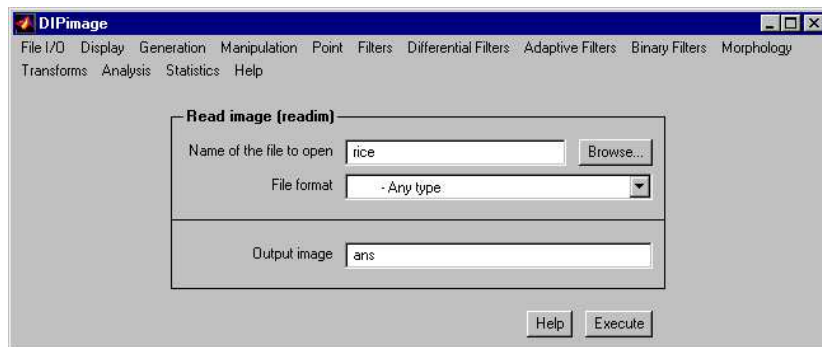 DIPimage
File I/O Display Generation Manipulation Point Filters Differential Filters Adaptive Filters Binary Filters Morphology
Transforms Analysis Statistics Help
Read image (readim)
Name of the file to open rice Browse...
File format - Any type
Output image ans
Help Execute